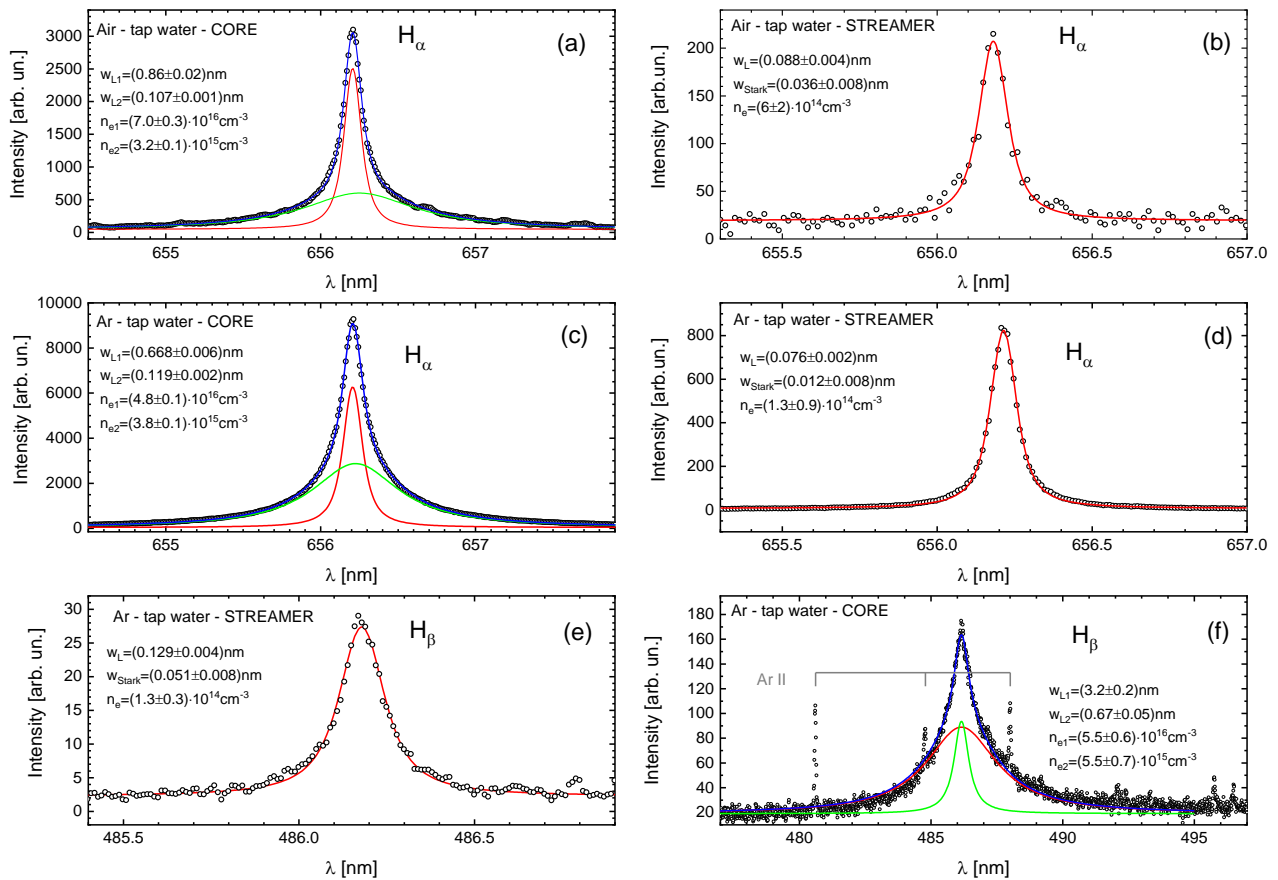 Air - tap water - CORE
H_α
(a)
w_L1=(0.86±0.02)nm
w_L2=(0.107±0.001)nm
n_e1=(7.0±0.3)·10^16cm^-3
n_e2=(3.2±0.1)·10^15cm^-3
Intensity [arb. un.]
3000
2500
2000
1500
1000
500
0
655 656 657
λ [nm]
Air - tap water - STREAMER
H_α
(b)
w_L=(0.088±0.004)nm
w_Stark=(0.036±0.008)nm
n_e=(6±2)·10^14cm^-3
Intensity [arb. un.]
200
150
100
50
0
655.5 656.0 656.5 657.0
λ [nm]
Ar - tap water - CORE
H_α
(c)
w_L1=(0.668±0.006)nm
w_L2=(0.119±0.002)nm
n_e1=(4.8±0.1)·10^16cm^-3
n_e2=(3.8±0.1)·10^15cm^-3
Intensity [arb. un.]
10000
8000
6000
4000
2000
0
655 656 657
λ [nm]
Ar - tap water - STREAMER
H_α
(d)
w_L=(0.076±0.002)nm
w_Stark=(0.012±0.008)nm
n_e=(1.3±0.9)·10^14cm^-3
Intensity [arb.un.]
800
600
400
200
0
655.5 656.0 656.5 657.0
λ [nm]
Ar - tap water - STREAMER
H_β
(e)
w_L=(0.129±0.004)nm
w_Stark=(0.051±0.008)nm
n_e=(1.3±0.3)·10^14cm^-3
Intensity [arb. un.]
30
25
20
15
10
5
0
485.5 486.0 486.5
λ [nm]
Ar - tap water - CORE
H_β
(f)
Ar II
w_L1=(3.2±0.2)nm
w_L2=(0.67±0.05)nm
n_e1=(5.5±0.6)·10^16cm^-3
n_e2=(5.5±0.7)·10^15cm^-3
Intensity [arb. un.]
180
160
140
120
100
80
60
40
20
480 485 490 495
λ [nm]